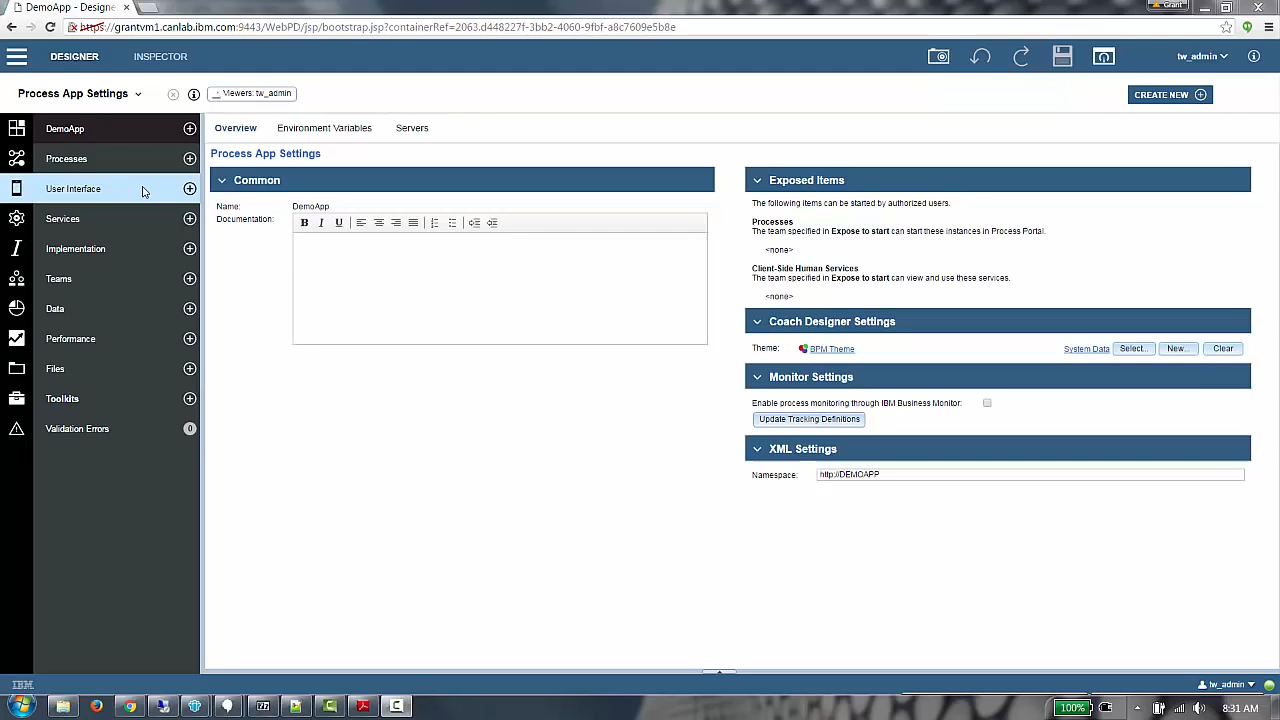 DemoApp - Designe
Grant
https://grantvm1.canlab.ibm.com:9443/WebPD/jsp/bootstrap.jsp?containerRef=2063.d448227f-3bb2-4060-9fbf-a8c7609e5b8e
DESIGNER INSPECTOR tw_admin
Process App Settings Viewers: tw_admin CREATE NEW
DemoApp
Processes
User Interface
Services
Implementation
Teams
Data
Performance
Files
Toolkits
Validation Errors 0
Overview Environment Variables Servers
Process App Settings
Common
Name: DemoApp
Documentation:
B I U
Exposed Items
The following items can be started by authorized users.
Processes
The team specified in Expose to start can start these instances in Process Portal.
<none>
Client-Side Human Services
The team specified in Expose to start can view and use these services.
<none>
Coach Designer Settings
Theme: BPM Theme System Data Select... New... Clear
Monitor Settings
Enable process monitoring through IBM Business Monitor:
Update Tracking Definitions
XML Settings
Namespace: http://DEMOAPP
IBM tw_admin
100% 8:31 AM